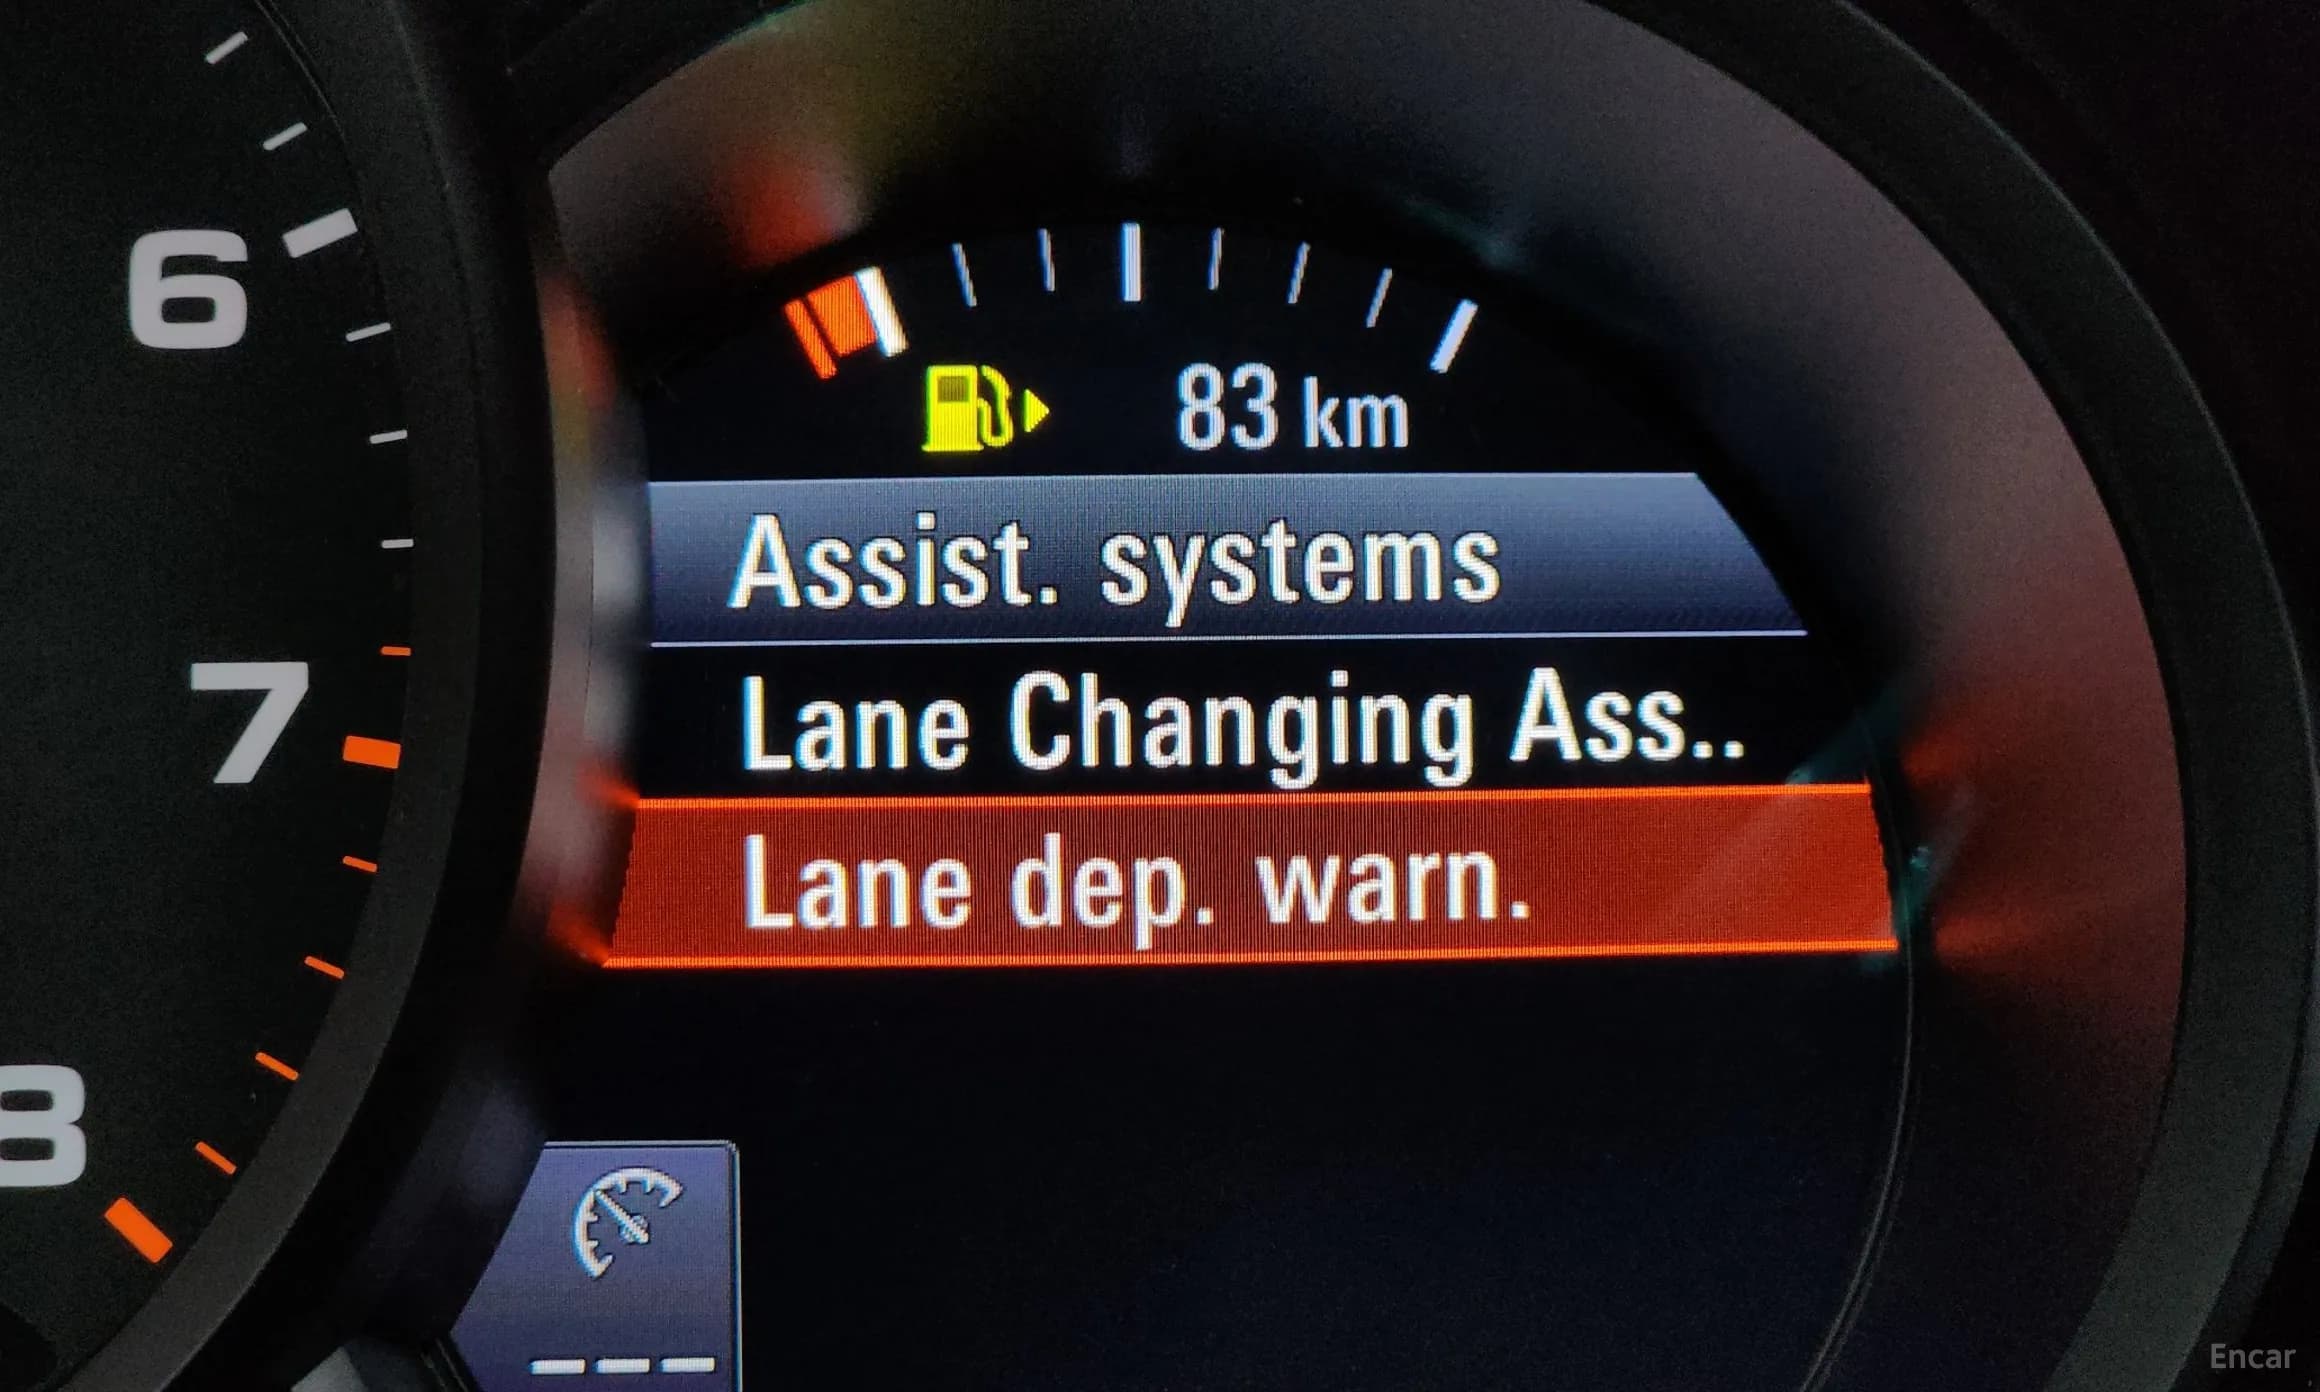 6
7
8
83 km
Assist. systems
Lane Changing Ass..
Lane dep. warn.
---
Encar